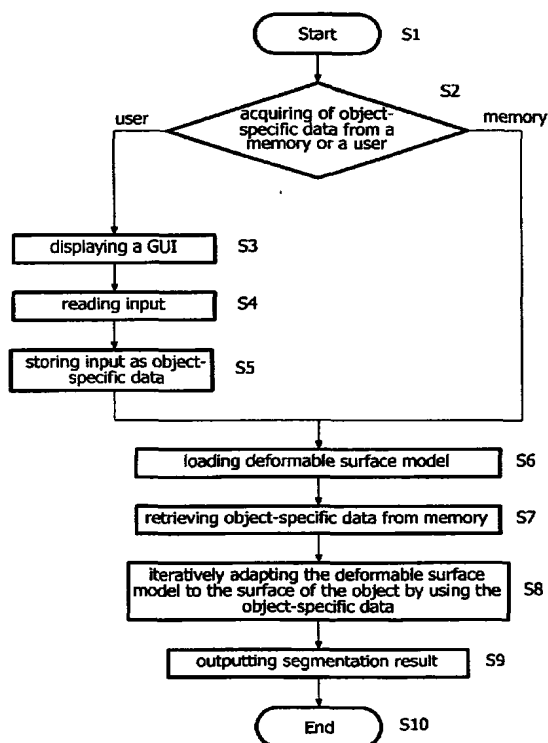 Start S1
S2
acquiring of object-
specific data from a
memory or a user
user
memory
displaying a GUI S3
reading input S4
storing input as object-
specific data
S5
loading deformable surface model S6
retrieving object-specific data from memory S7
iteratively adapting the deformable surface
model to the surface of the object by using the
object-specific data
S8
outputting segmentation result S9
End S10